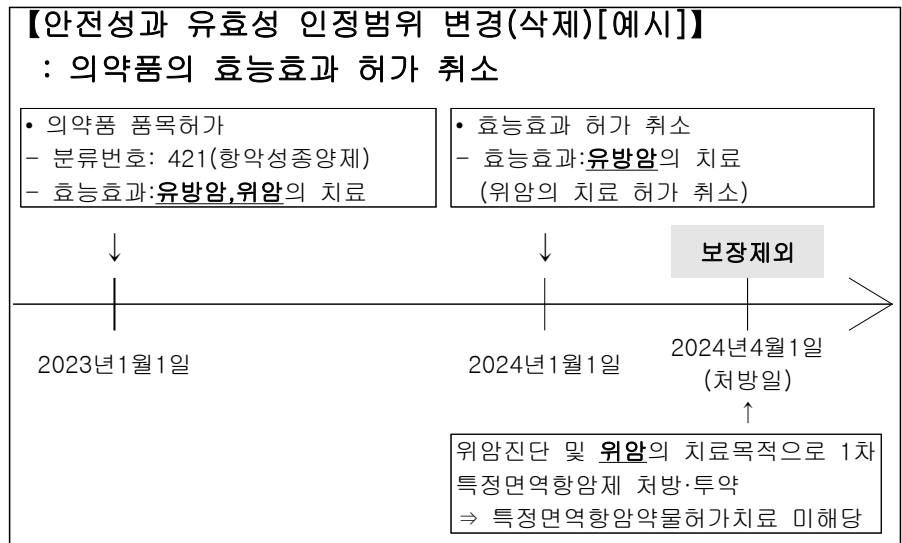 【안전성과 유효성 인정범위 변경(삭제)[예시]】
: 의약품의 효능효과 허가 취소
• 의약품 품목허가
- 분류번호: 421(항악성종양제)
- 효능효과:유방암,위암의 치료
• 효능효과 허가 취소
- 효능효과:유방암의 치료
(위암의 치료 허가 취소)
↓
↓
보장제외
2023년1월1일
2024년1월1일
2024년4월1일
(처방일)
↑
위암진단 및 위암의 치료목적으로 1차
특정면역항암제 처방·투약
⇒ 특정면역항암약물허가치료 미해당